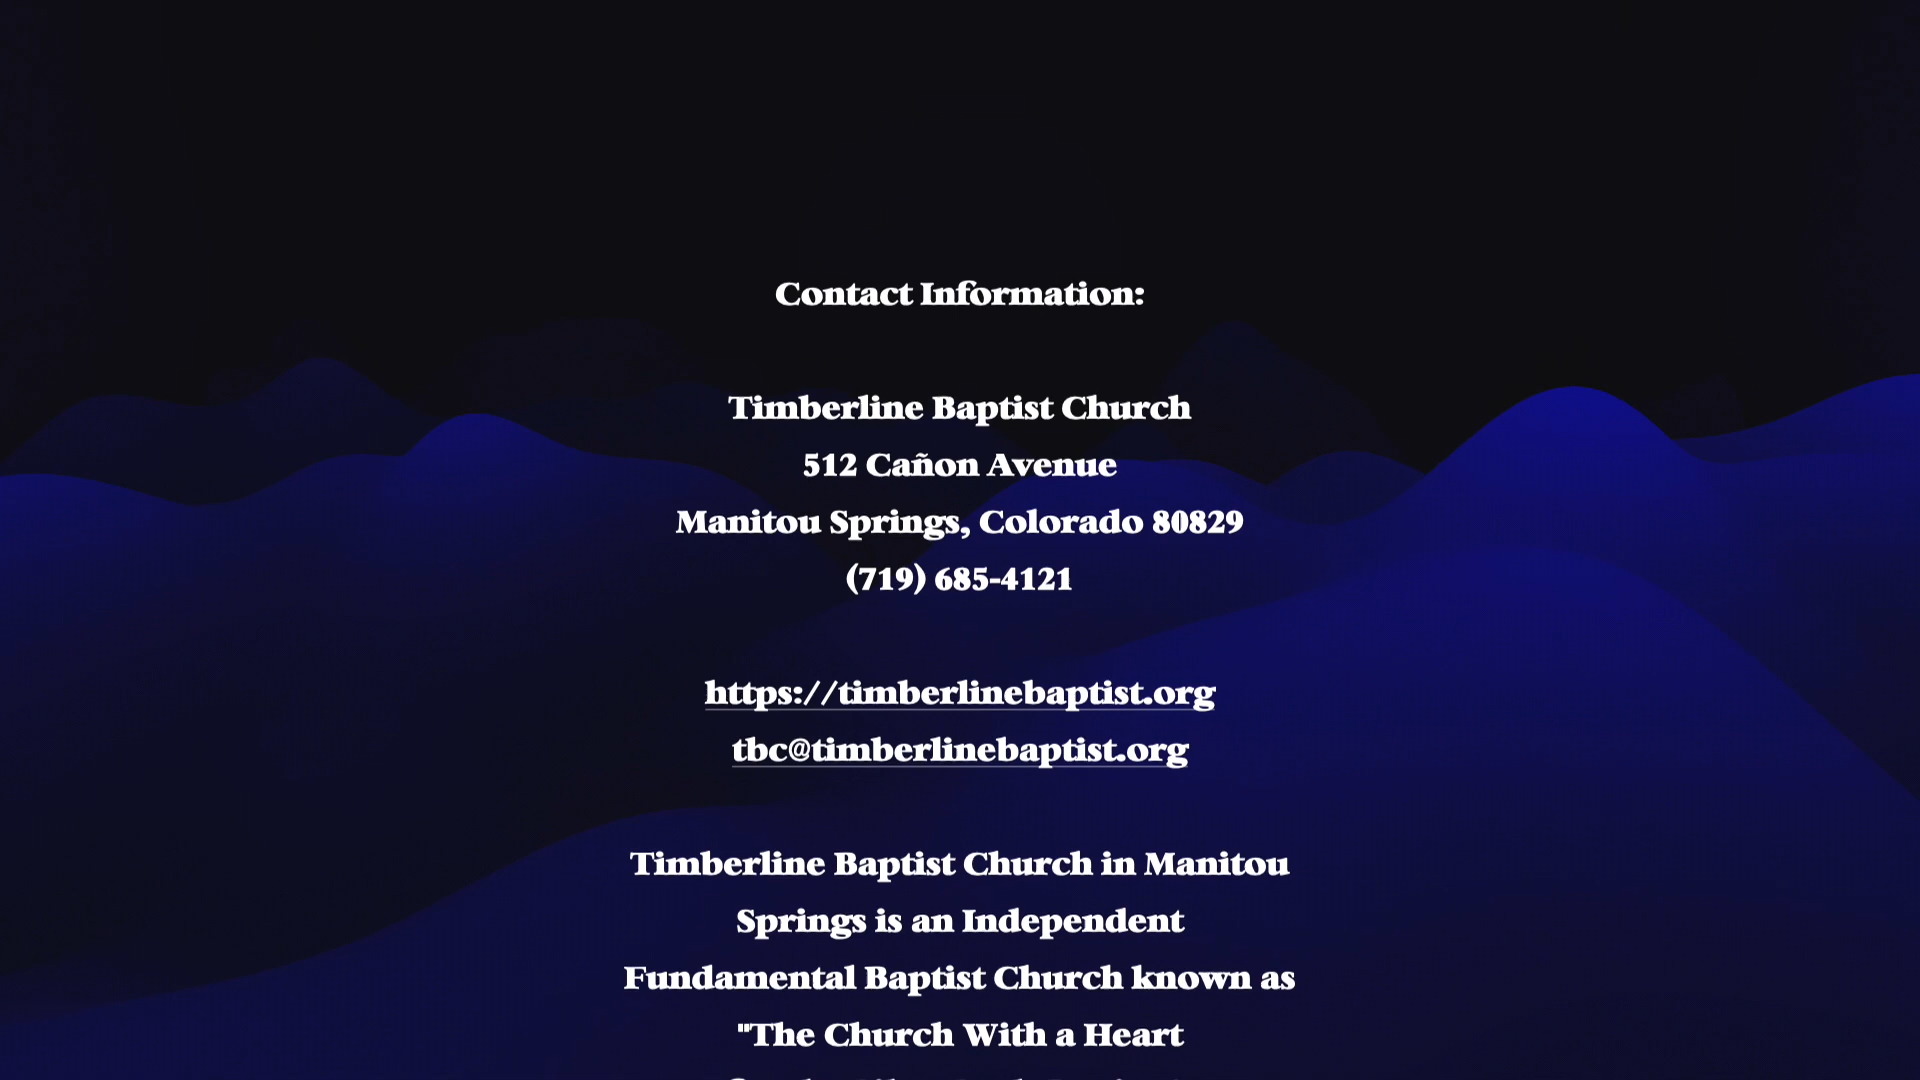 Contact Information:
Timberline Baptist Church
512 Cañon Avenue
Manitou Springs, Colorado 80829
(719) 685-4121
https://timberlinebaptist.org
tbc@timberlinebaptist.org
Timberline Baptist Church in Manitou
Springs is an Independent
Fundamental Baptist Church known as
"The Church With a Heart